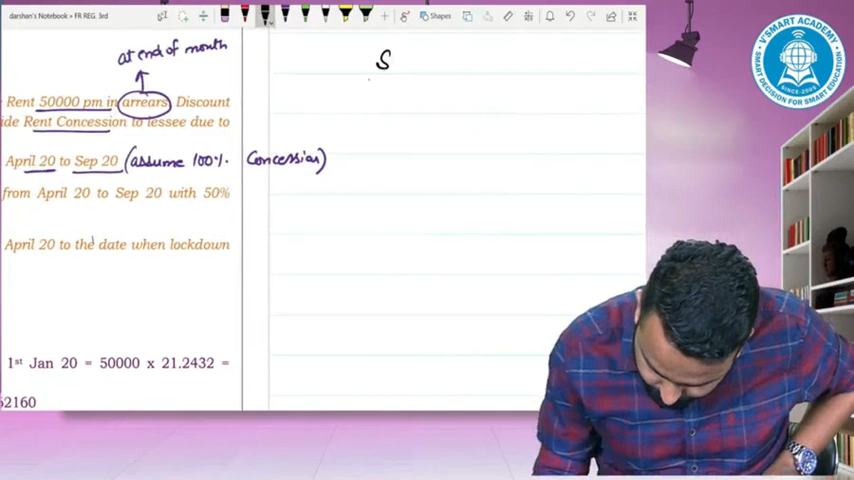 darshan's Notebook » FR REG. 3rd
Shapes
at end of month
Rent 50000 pm in arrears. Discount
ide Rent Concession to lessee due to
April 20 to Sep 20 (assume 100% Concession)
from April 20 to Sep 20 with 50%
April 20 to the date when lockdown
1st Jan 20 = 50000 x 21.2432 =
62160
S
V'SMART ACADEMY
SINCE-2009
SMART DECISION FOR SMART EDUCATION